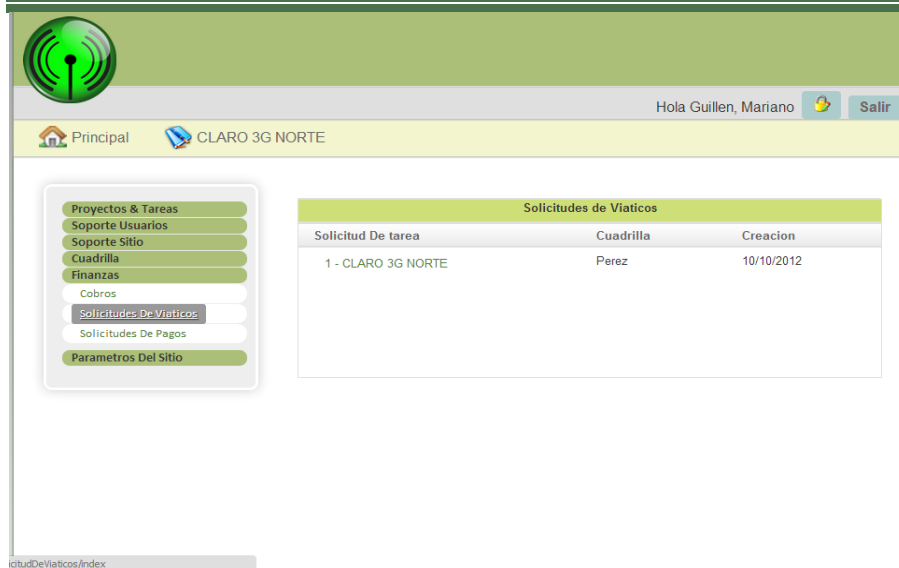 Hola Guillen, Mariano
Salir
Principal
CLARO 3G NORTE
Proyectos & Tareas
Soporte Usuarios
Soporte Sitio
Cuadrilla
Finanzas
Cobros
Solicitudes De Viaticos
Solicitudes De Pagos
Parametros Del Sitio
Solicitudes de Viaticos
Solicitud De tarea Cuadrilla Creacion
1 - CLARO 3G NORTE Perez 10/10/2012
icitudDeViaticos/index